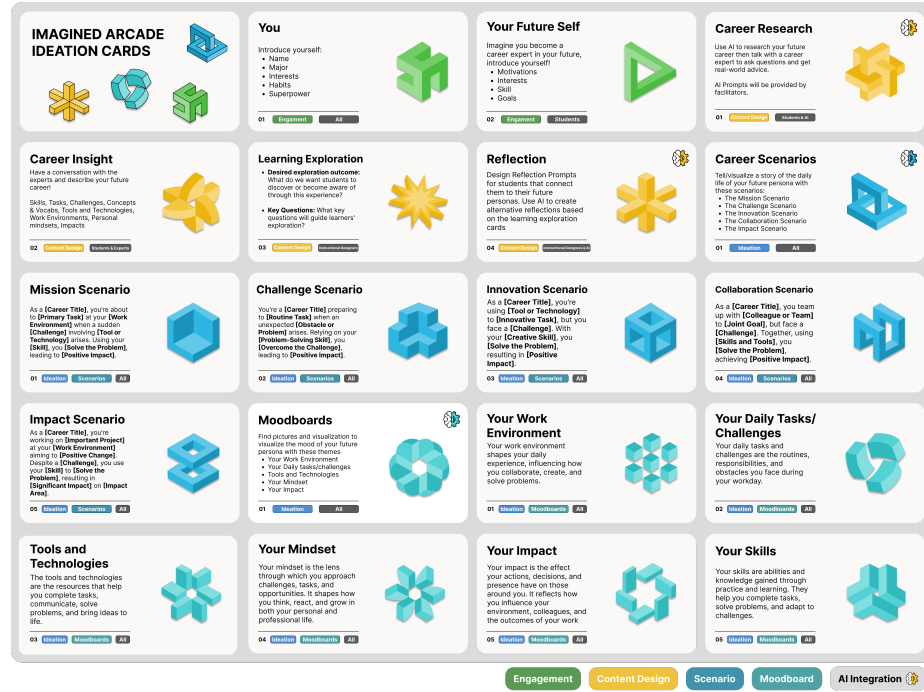 IMAGINED ARCADE
IDEATION CARDS
You
Introduce yourself:
• Name
• Major
• Interests
• Habits
• Superpower
01 Engament All
Your Future Self
Imagine you become a
career expert in your future,
introduce yourself!
• Motivations
• Interests
• Skill
• Goals
02 Engament Students
Career Research
Use AI to research your future
career then talk with a career
expert to ask questions and get
real-world advice.
AI Prompts will be provided by
facilitators.
01 Content Design Students & AI
Career Insight
Have a conversation with the
experts and describe your future
career!
Skills, Tasks, Challenges, Concepts
& Vocabs, Tools and Technologies,
Work Environments, Personal
mindsets, Impacts
02 Content Design Students & Experts
Learning Exploration
• Desired exploration outcome:
What do we want students to
discover or become aware of
through this experience?
• Key Questions: What key
questions will guide learners'
exploration?
03 Content Design Instructional Designers
Reflection
Design Reflection Prompts
for students that connect
them to their future
personas. Use AI to create
alternative reflections based
on the learning exploration
cards
04 Content Design Instructional Designers & AI
Career Scenarios
Tell/visualize a story of the daily
life of your future persona with
these scenarios:
• The Mission Scenario
• The Challenge Scenario
• The Innovation Scenario
• The Collaboration Scenario
• The Impact Scenario
01 Ideation All
Mission Scenario
As a [Career Title], you're about
to [Primary Task] at your [Work
Environment] when a sudden
[Challenge] involving [Tool or
Technology] arises. Using your
[Skill], you [Solve the Problem],
leading to [Positive Impact].
01 Ideation Scenarios All
Challenge Scenario
You're a [Career Title] preparing
to [Routine Task] when an
unexpected [Obstacle or
Problem] arises. Relying on your
[Problem-Solving Skill], you
[Overcome the Challenge],
leading to [Positive Impact].
02 Ideation Scenarios All
Innovation Scenario
As a [Career Title], you're
using [Tool or Technology]
to [Innovative Task], but you
face a [Challenge]. With
your [Creative Skill], you
[Solve the Problem],
resulting in [Positive
Impact].
03 Ideation Scenarios All
Collaboration Scenario
As a [Career Title], you team
up with [Colleague or Team]
to [Joint Goal], but face a
[Challenge]. Together, using
[Skills and Tools], you
[Solve the Problem],
achieving [Positive Impact].
04 Ideation Scenarios All
Impact Scenario
As a [Career Title], you're
working on [Important Project]
at your [Work Environment]
aiming to [Positive Change].
Despite a [Challenge], you use
your [Skill] to [Solve the
Problem], resulting in
[Significant Impact] on [Impact
Area].
05 Ideation Scenarios All
Moodboards
Find pictures and visualization to
visualize the mood of your future
persona with these themes
• Your Work Environment
• Your Daily tasks/challenges
• Tools and Technologies
• Your Mindset
• Your Impact
01 Ideation All
Your Work
Environment
Your work environment
shapes your daily
experience, influencing how
you collaborate, create, and
solve problems.
01 Ideation Moodboards All
Your Daily Tasks/
Challenges
Your daily tasks and
challenges are the routines,
responsibilities, and
obstacles you face during
your workday.
02 Ideation Moodboards All
Tools and
Technologies
The tools and technologies
are the resources that help
you complete tasks,
communicate, solve
problems, and bring ideas to
life.
03 Ideation Moodboards All
Your Mindset
Your mindset is the lens
through which you approach
challenges, tasks, and
opportunities. It shapes how
you think, react, and grow in
both your personal and
professional life.
04 Ideation Moodboards All
Your Impact
Your impact is the effect
your actions, decisions, and
presence have on those
around you. It reflects how
you influence your
environment, colleagues, and
the outcomes of your work
05 Ideation Moodboards All
Your Skills
Your skills are abilities and
knowledge gained through
practice and learning. They
help you complete tasks,
solve problems, and adapt to
challenges.
05 Ideation Moodboards All
Engagement Content Design Scenario Moodboard AI Integration